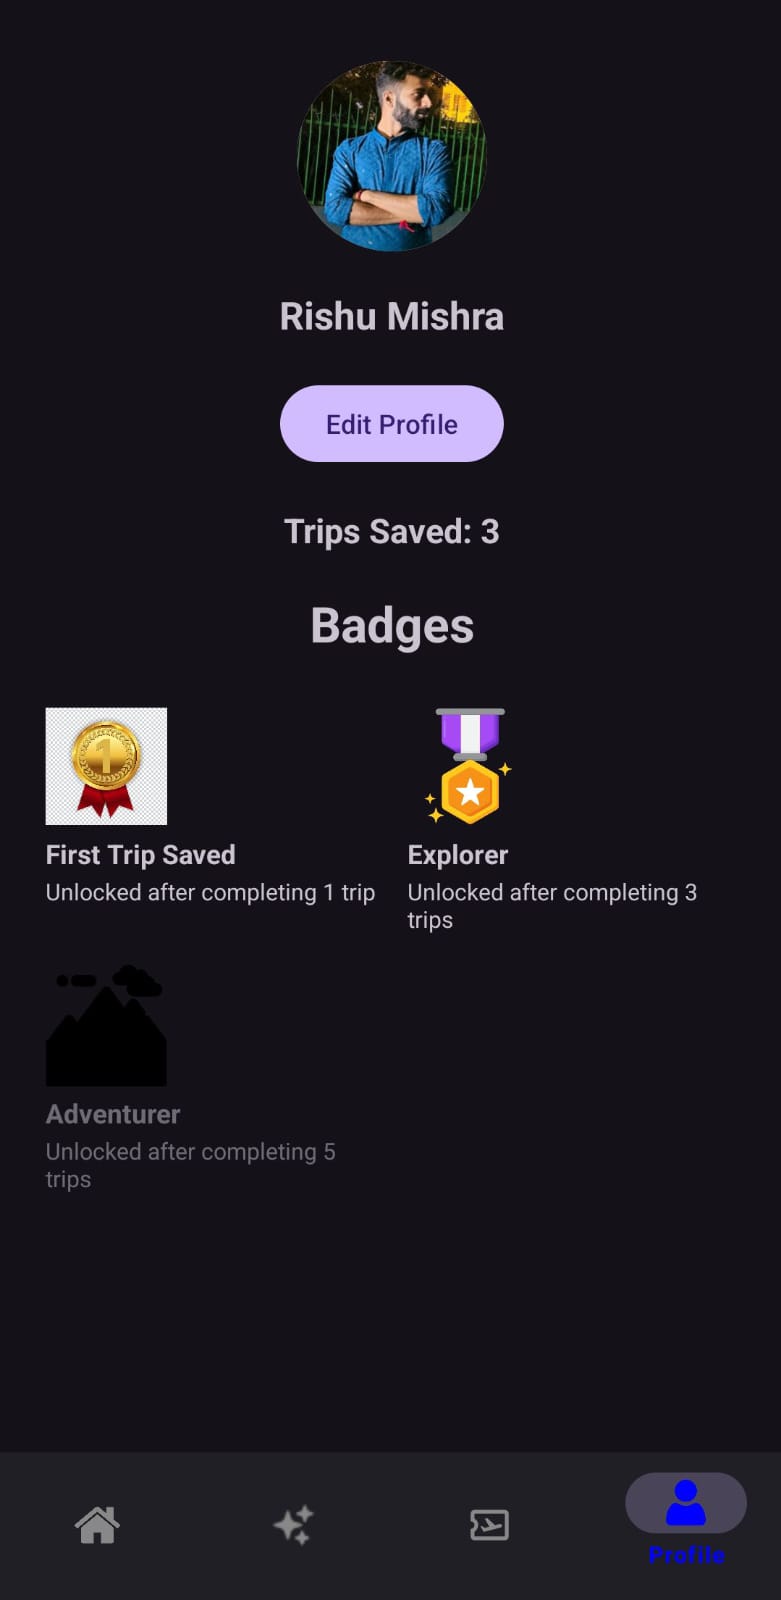 Rishu Mishra
Edit Profile
Trips Saved: 3
Badges
1
First Trip Saved
Unlocked after completing 1 trip
Explorer
Unlocked after completing 3
trips
Adventurer
Unlocked after completing 5
trips
Profile